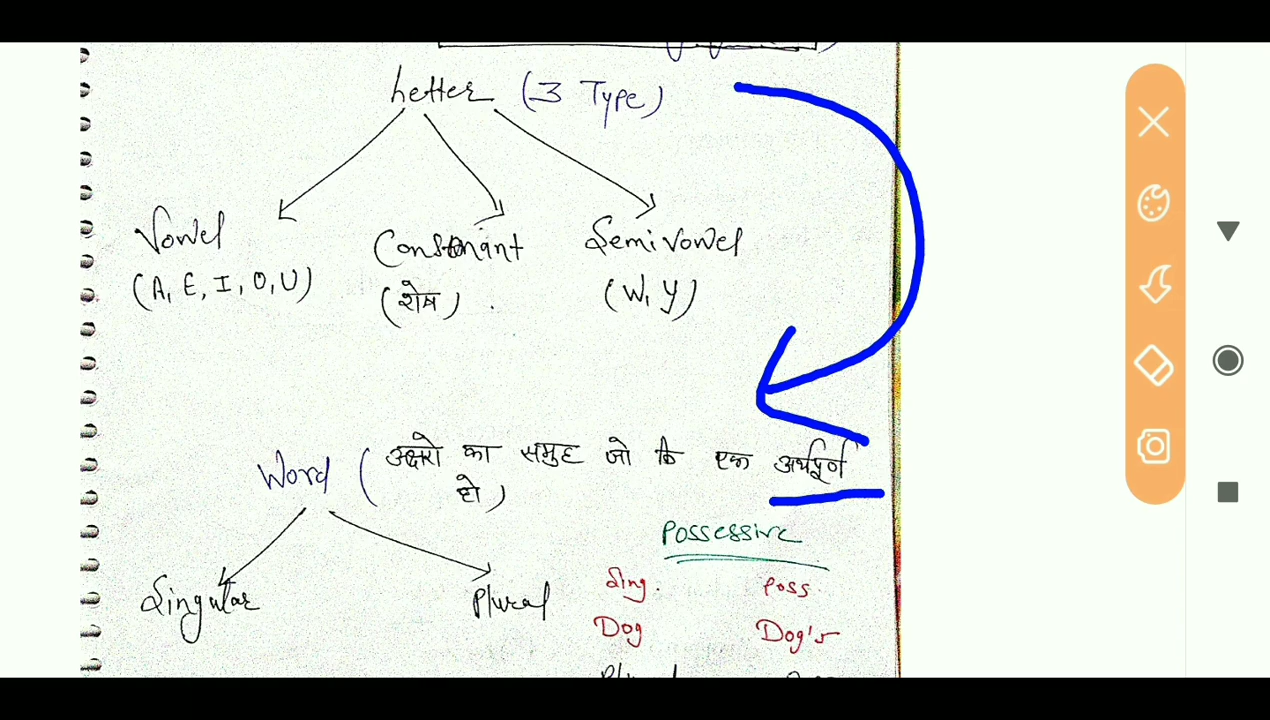 Letter (3 Type)
Vowel Consonant Semivowel
(A, E, I, O, U) (शेष) (W, Y)
Word (अक्षरो का समुह जो कि एक अर्थपूर्ण
हो)
Possessive
Singular Plural Sing. Poss.
Dog Dog's